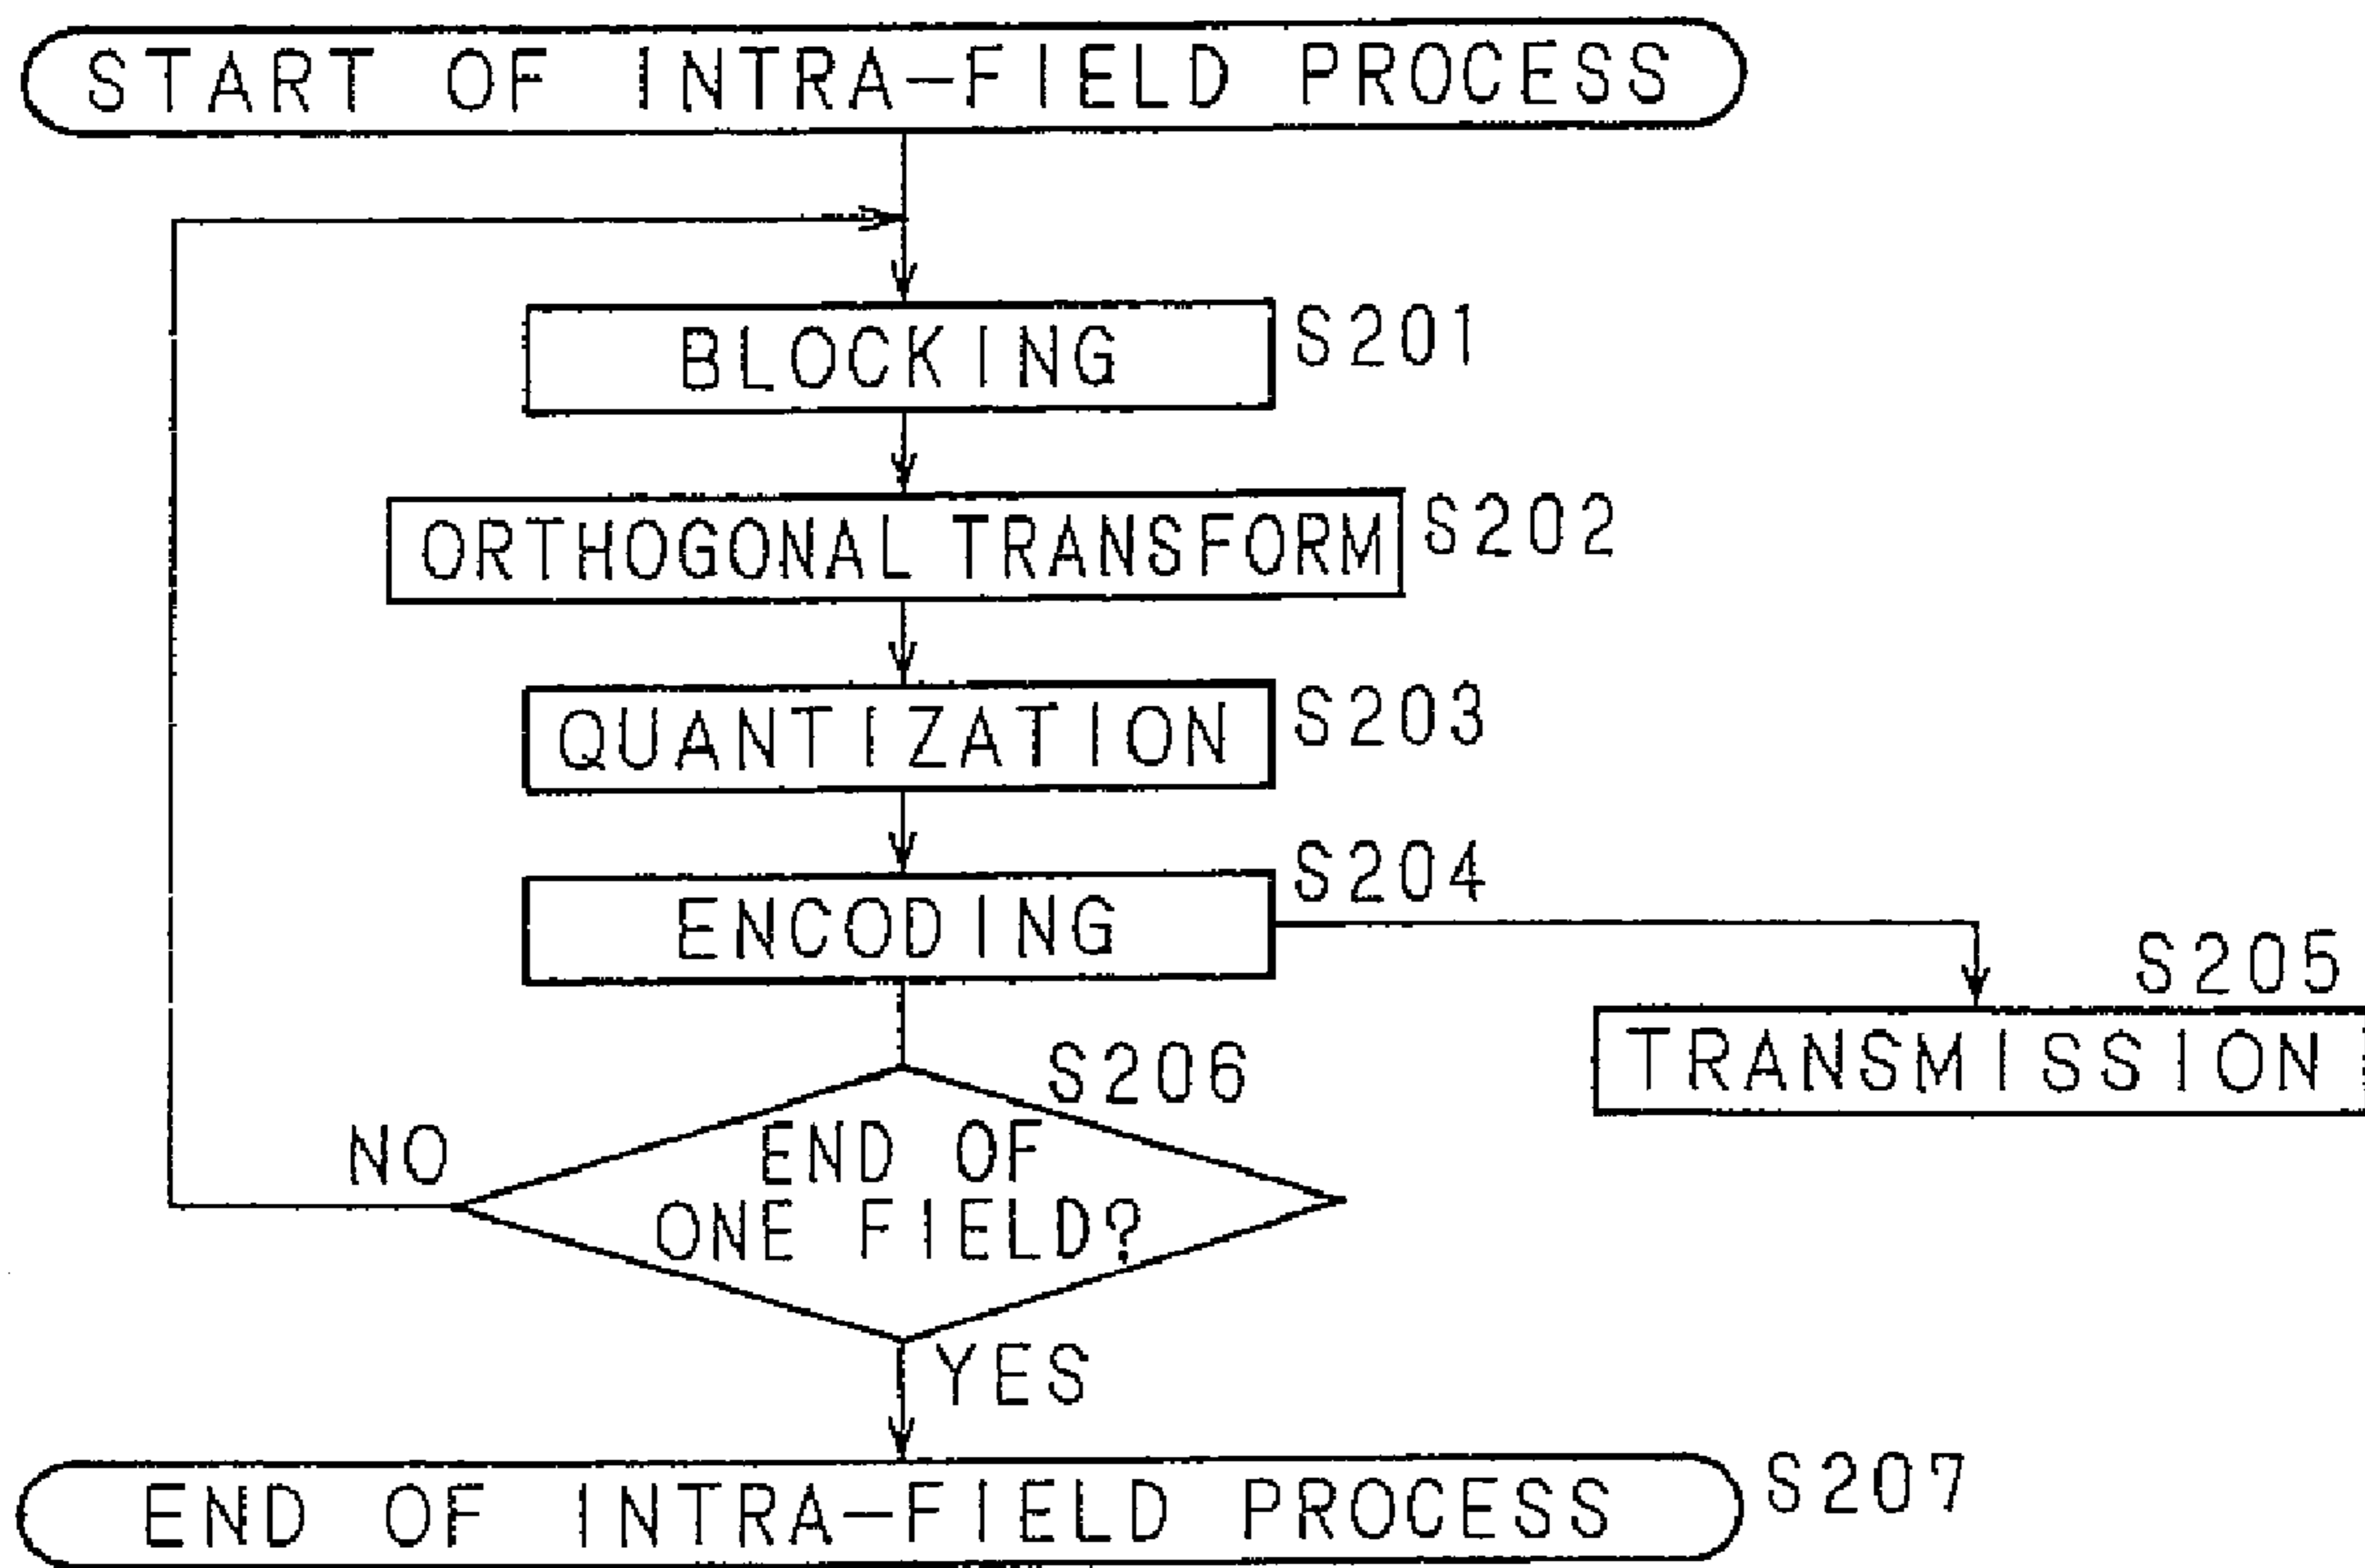 START OF INTRA-FIELD PROCESS
BLOCKING
S201
ORTHOGONAL TRANSFORM
S202
QUANTIZATION
S203
ENCODING
S204
S205
TRANSMISSION
S206
NO
END OF
ONE FIELD?
YES
END OF INTRA-FIELD PROCESS
S207